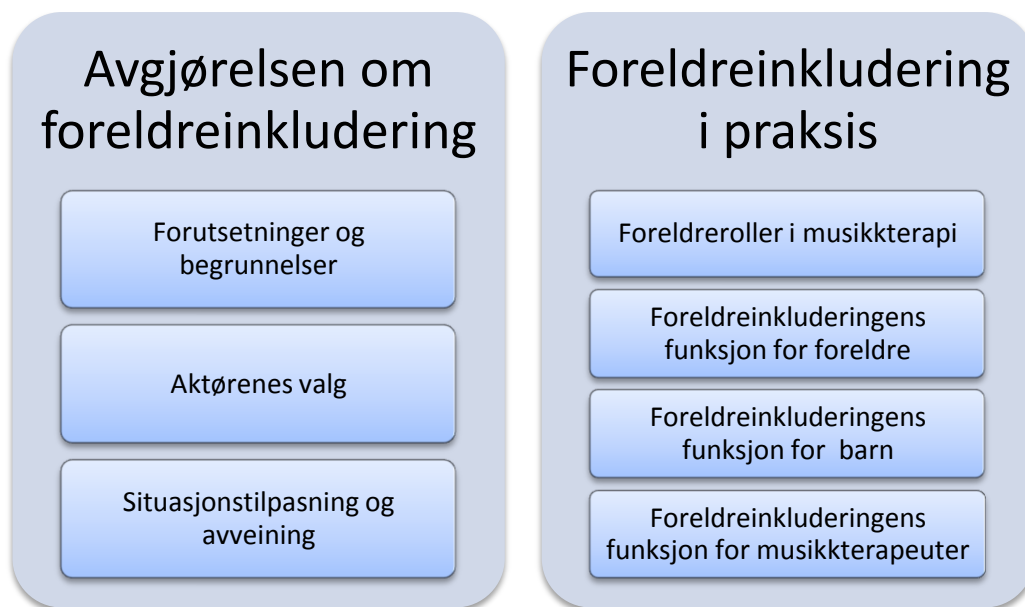 Avgjørelsen om
foreldreinkludering
Forutsetninger og
begrunnelser
Aktørenes valg
Situasjonstilpasning og
avveining
Foreldreinkludering
i praksis
Foreldreroller i musikkterapi
Foreldreinkluderingens
funksjon for foreldre
Foreldreinkluderingens
funksjon for barn
Foreldreinkluderingens
funksjon for musikkterapeuter